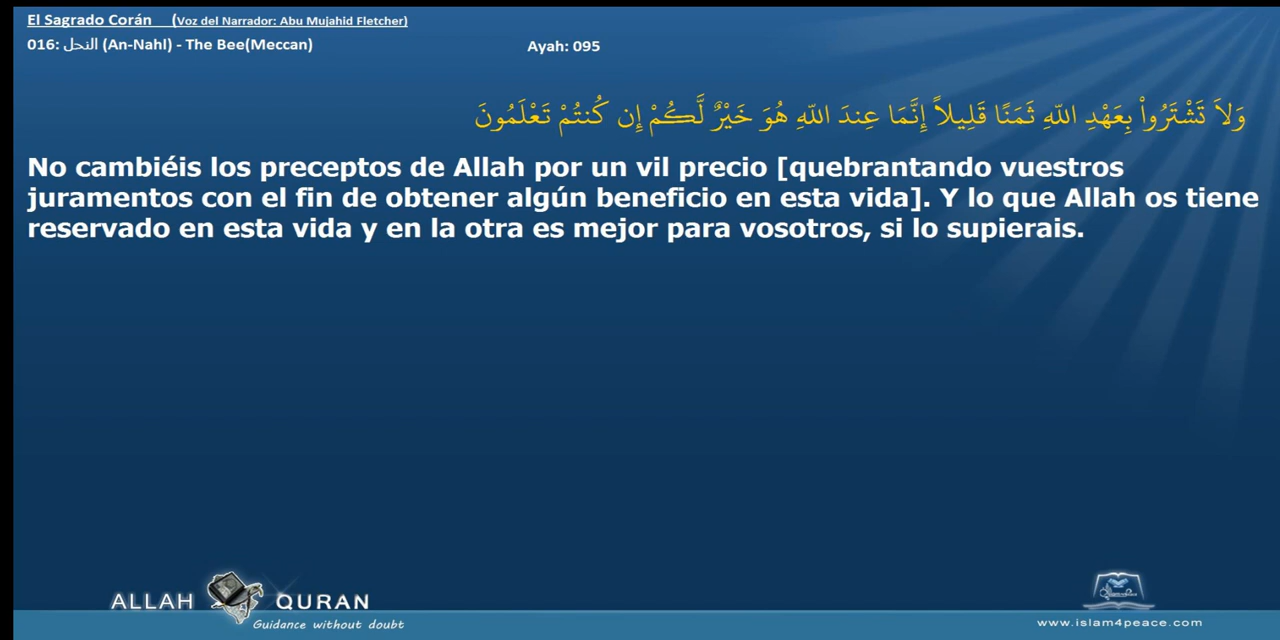 El Sagrado Corán (Voz del Narrador: Abu Mujahid Fletcher)
016: النحل (An-Nahl) - The Bee(Meccan) Ayah: 095
وَلاَ تَشْتَرُواْ بِعَهْدِ اللّهِ ثَمَنًا قَلِيلاً إِنَّمَا عِندَ اللّهِ هُوَ خَيْرٌ لَّكُمْ إِن كُنتُمْ تَعْلَمُونَ
No cambiéis los preceptos de Allah por un vil precio [quebrantando vuestros
juramentos con el fin de obtener algún beneficio en esta vida]. Y lo que Allah os tiene
reservado en esta vida y en la otra es mejor para vosotros, si lo supierais.
ALLAH QURAN
Guidance without doubt
www.islam4peace.com